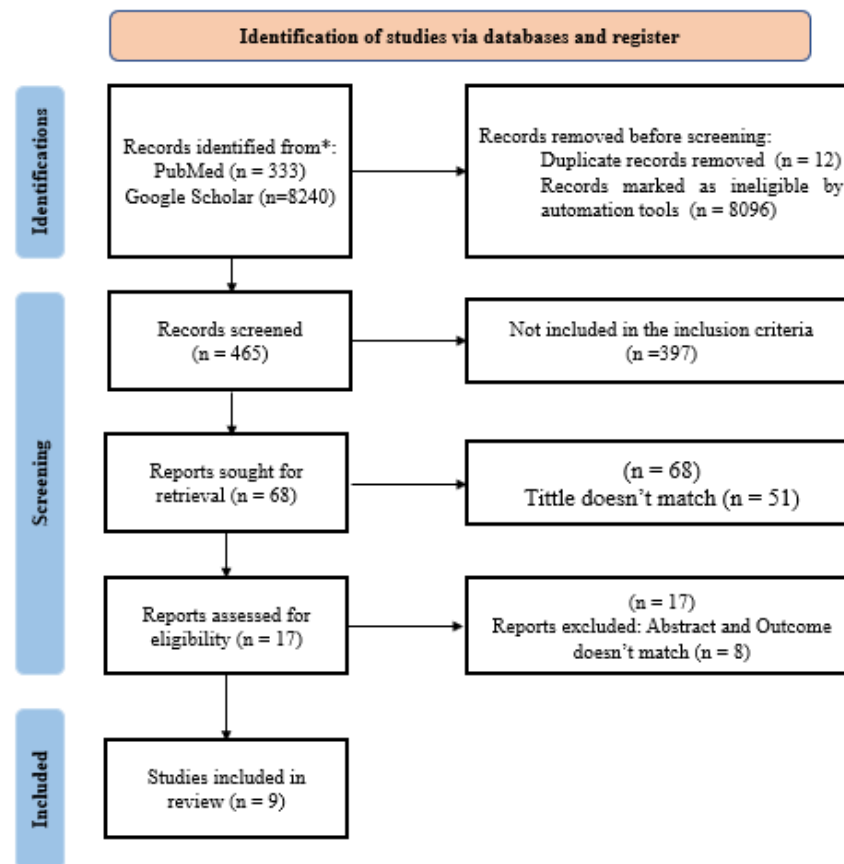 Identification of studies via databases and register
Identifications
Records identified from*:
PubMed (n = 333)
Google Scholar (n=8240)
Records removed before screening:
Duplicate records removed (n = 12)
Records marked as ineligible by
automation tools (n = 8096)
Screening
Records screened
(n = 465)
Not included in the inclusion criteria
(n =397)
Reports sought for
retrieval (n = 68)
(n = 68)
Tittle doesn’t match (n = 51)
Reports assessed for
eligibility (n = 17)
(n = 17)
Reports excluded: Abstract and Outcome
doesn’t match (n = 8)
Included
Studies included in
review (n = 9)